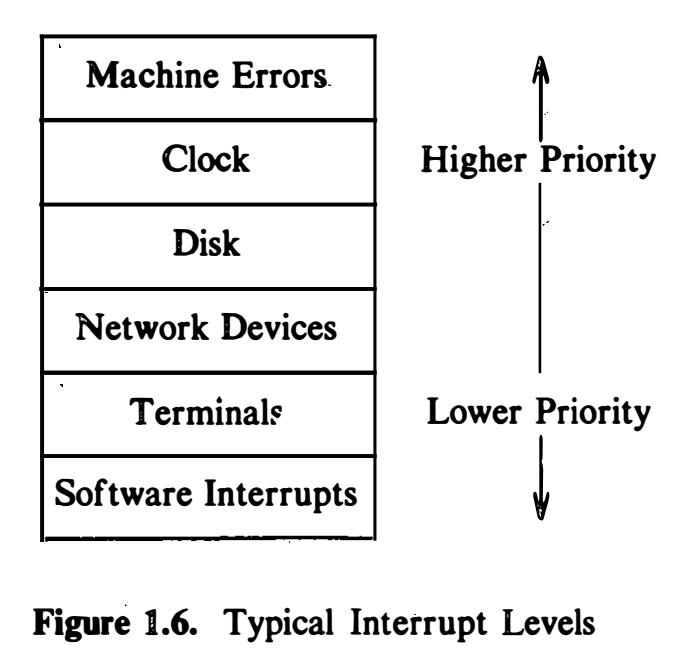 Machine Errors
Clock
Higher Priority
Disk
Network Devices
Terminals
Lower Priority
Software Interrupts
Figure 1.6. Typical Interrupt Levels